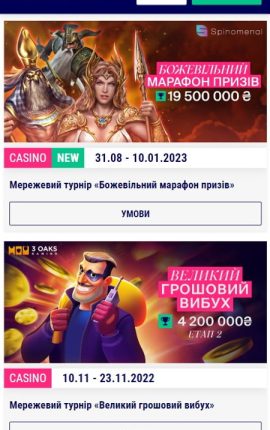 Spinomenal
БОЖЕВІЛЬНИЙ
МАРАФОН ПРИЗІВ
19 500 000 ₴
CASINO NEW 31.08 - 10.01.2023
Мережевий турнір «Божевільний марафон призів»
УМОВИ
3 OAKS
GAMING
ВЕЛИКИЙ
ГРОШОВИЙ
ВИБУХ
4 200 000₴
ЕТАП 2
CASINO 10.11 - 23.11.2022
Мережевий турнір «Великий грошовий вибух»